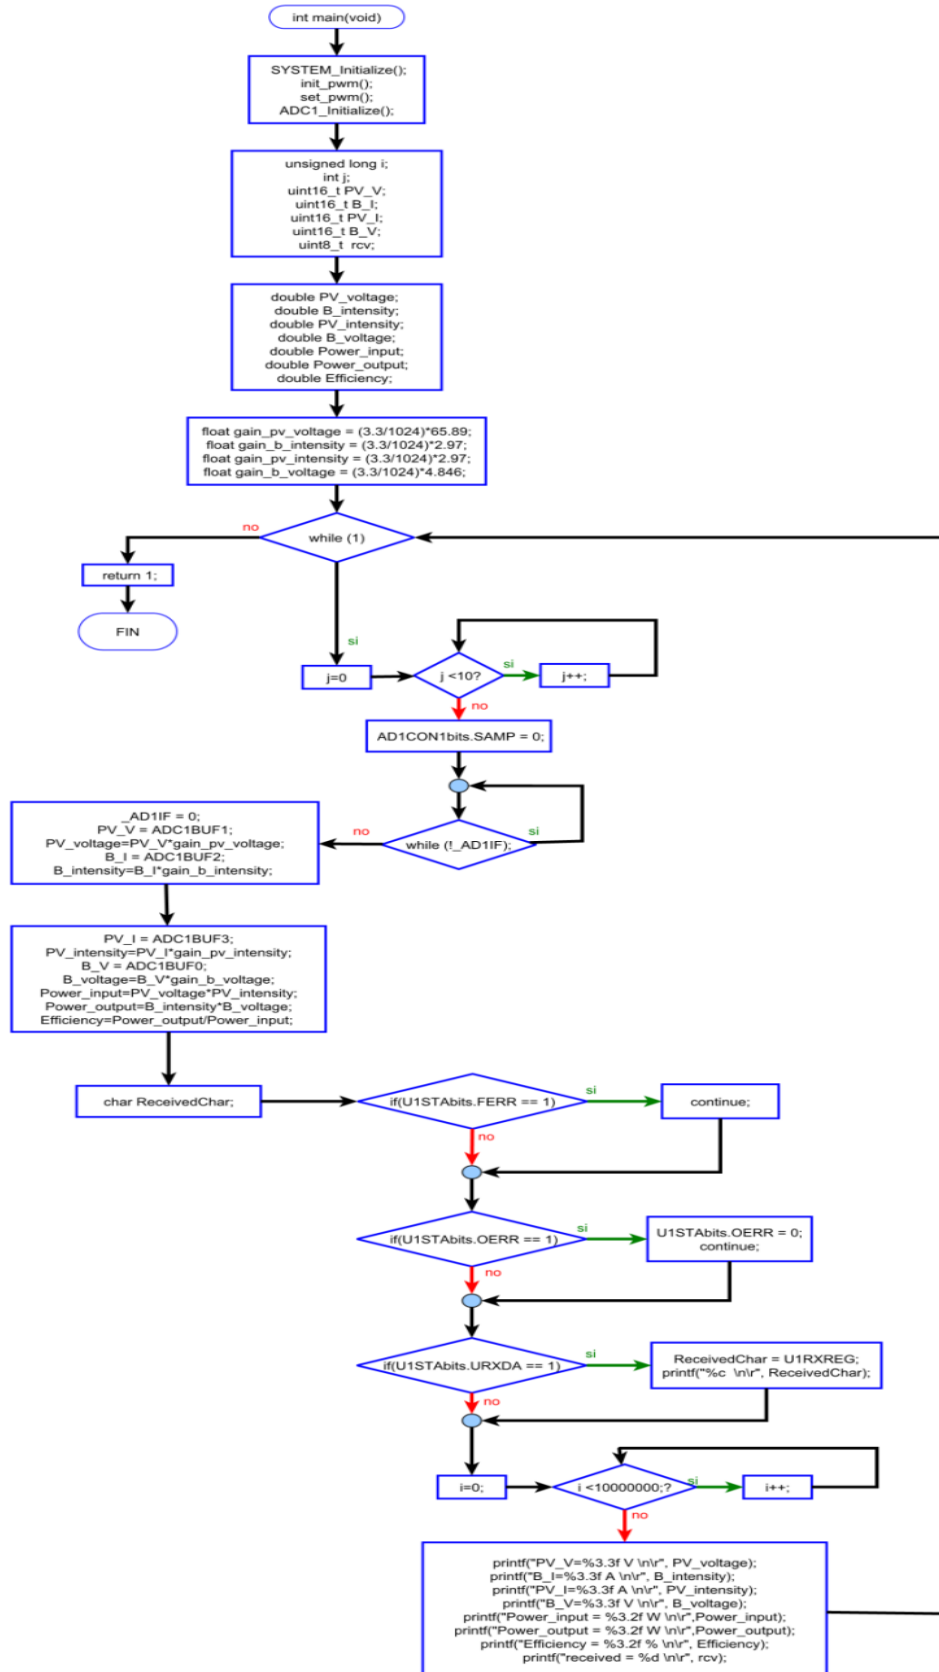 int main(void)
SYSTEM_Initialize();
init_pwm();
set_pwm();
ADC1_Initialize();
unsigned long i;
int j;
uint16_t PV_V;
uint16_t B_I;
uint16_t PV_I;
uint16_t B_V;
uint8_t rcv;
double PV_voltage;
double B_intensity;
double PV_intensity;
double B_voltage;
double Power_input;
double Power_output;
double Efficiency;
float gain_pv_voltage = (3.3/1024)*65.89;
float gain_b_intensity = (3.3/1024)*2.97;
float gain_pv_intensity = (3.3/1024)*2.97;
float gain_b_voltage = (3.3/1024)*4.846;
no
while (1)
return 1;
FIN
si
j=0
j <10?
si
j++;
no
AD1CON1bits.SAMP = 0;
while (!_AD1IF);
si
no
_AD1IF = 0;
PV_V = ADC1BUF1;
PV_voltage=PV_V*gain_pv_voltage;
B_I = ADC1BUF2;
B_intensity=B_I*gain_b_intensity;
PV_I = ADC1BUF3;
PV_intensity=PV_I*gain_pv_intensity;
B_V = ADC1BUF0;
B_voltage=B_V*gain_b_voltage;
Power_input=PV_voltage*PV_intensity;
Power_output=B_intensity*B_voltage;
Efficiency=Power_output/Power_input;
char ReceivedChar;
if(U1STAbits.FERR == 1)
si
continue;
no
if(U1STAbits.OERR == 1)
si
U1STAbits.OERR = 0;
continue;
no
if(U1STAbits.URXDA == 1)
si
ReceivedChar = U1RXREG;
printf("%c \n\r", ReceivedChar);
no
i=0;
i <10000000;?
si
i++;
no
printf("PV_V=%3.3f V \n\r", PV_voltage);
printf("B_I=%3.3f A \n\r", B_intensity);
printf("PV_I=%3.3f A \n\r", PV_intensity);
printf("B_V=%3.3f V \n\r", B_voltage);
printf("Power_input = %3.2f W \n\r",Power_input);
printf("Power_output = %3.2f W \n\r",Power_output);
printf("Efficiency = %3.2f % \n\r", Efficiency);
printf("received = %d \n\r", rcv);